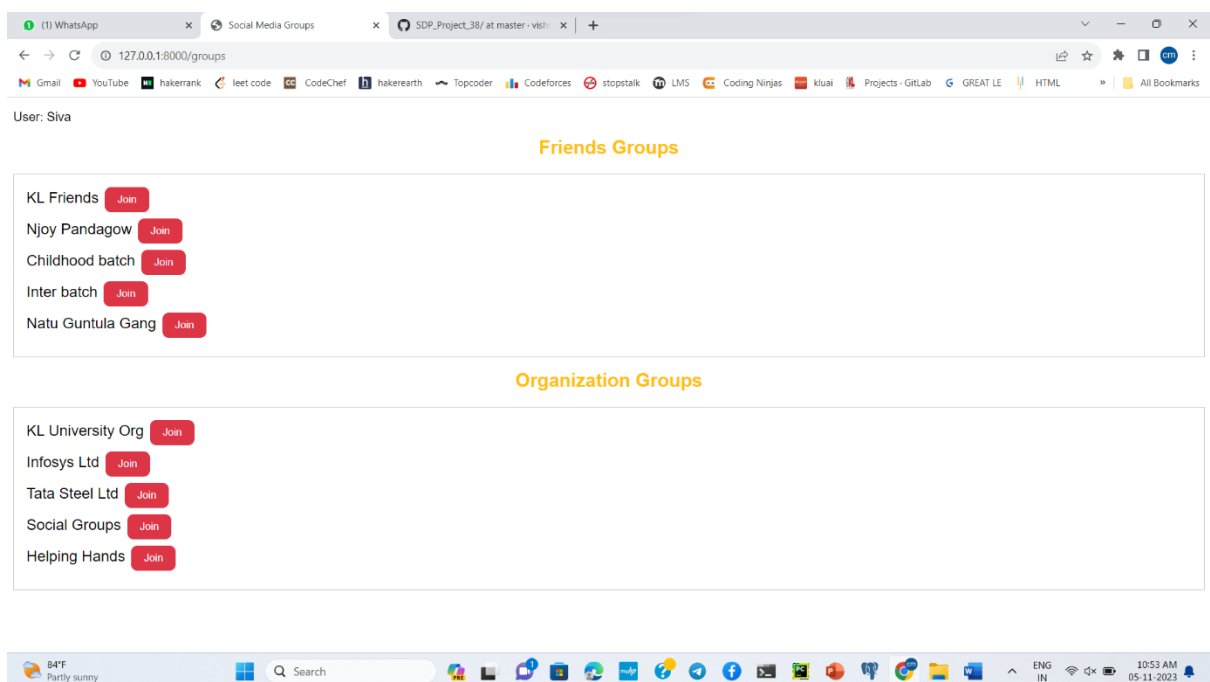 (1) WhatsApp
Social Media Groups
SDP_Project_38/ at master · vish
127.0.0.1:8000/groups
cm
Gmail YouTube hakerrank leet code CodeChef hakerearth Topcoder Codeforces stopstalk LMS Coding Ninjas kluai Projects · GitLab GREAT LE HTML » All Bookmarks
User: Siva
Friends Groups
KL Friends Join
Njoy Pandagow Join
Childhood batch Join
Inter batch Join
Natu Guntula Gang Join
Organization Groups
KL University Org Join
Infosys Ltd Join
Tata Steel Ltd Join
Social Groups Join
Helping Hands Join
84°F
Partly sunny
Search
ENG
IN
10:53 AM
05-11-2023